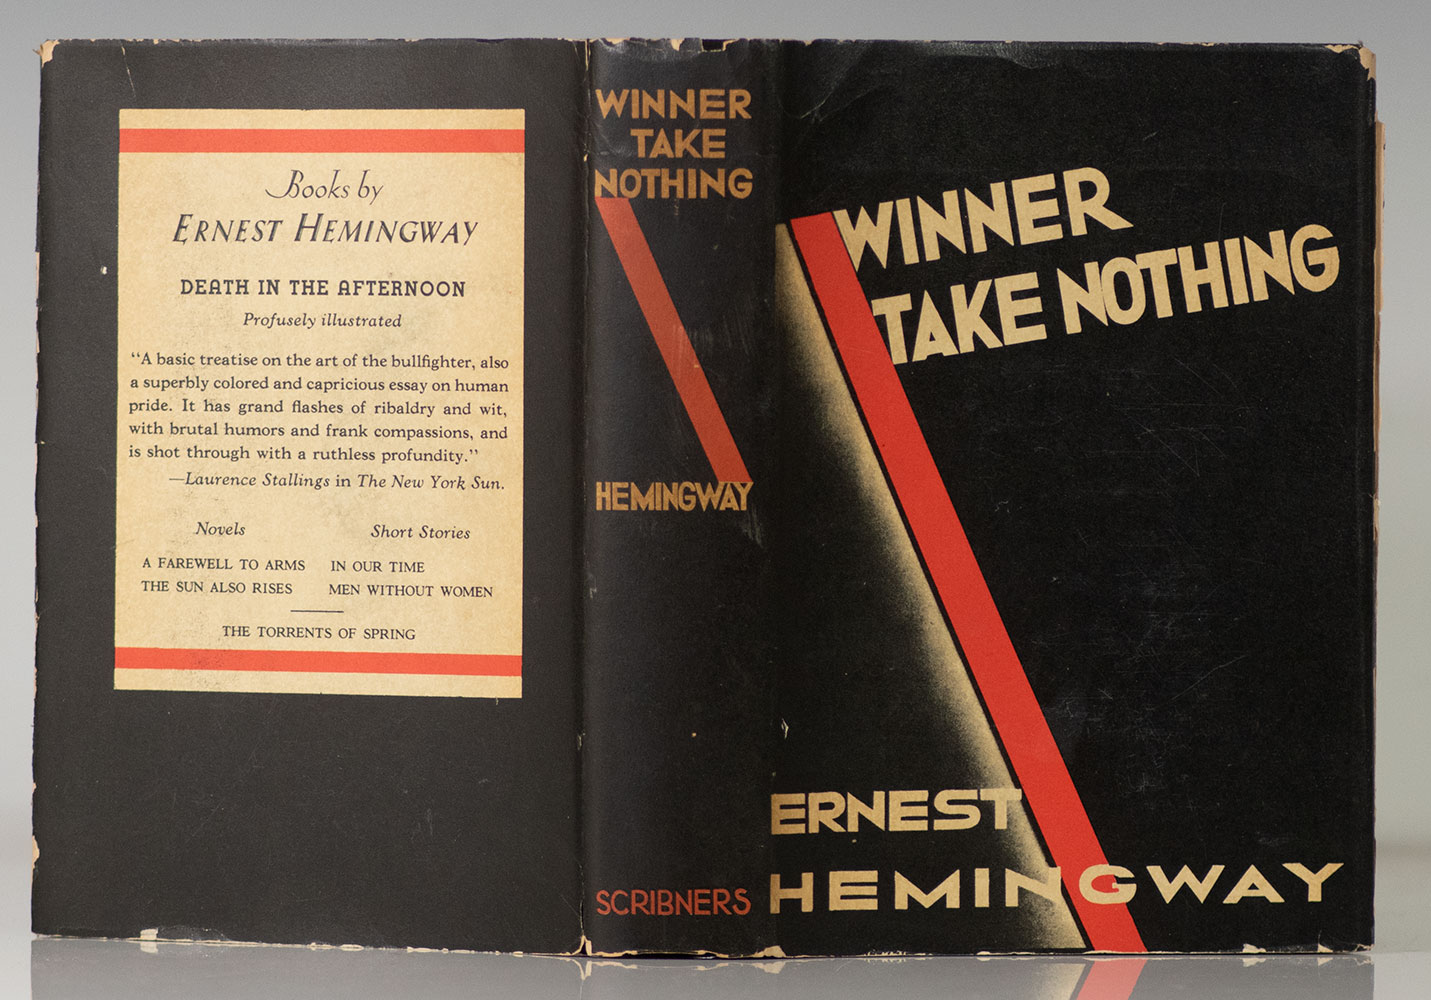 Books by
ERNEST HEMINGWAY
DEATH IN THE AFTERNOON
Profusely illustrated
"A basic treatise on the art of the bullfighter, also
a superbly colored and capricious essay on human
pride. It has grand flashes of ribaldry and wit,
with brutal humors and frank compassions, and
is shot through with a ruthless profundity."
—Laurence Stallings in The New York Sun.
Novels
A FAREWELL TO ARMS
THE SUN ALSO RISES
Short Stories
IN OUR TIME
MEN WITHOUT WOMEN
THE TORRENTS OF SPRING
WINNER
TAKE
NOTHING
HEMINGWAY
SCRIBNERS
WINNER
TAKE NOTHING
ERNEST
HEMINGWAY